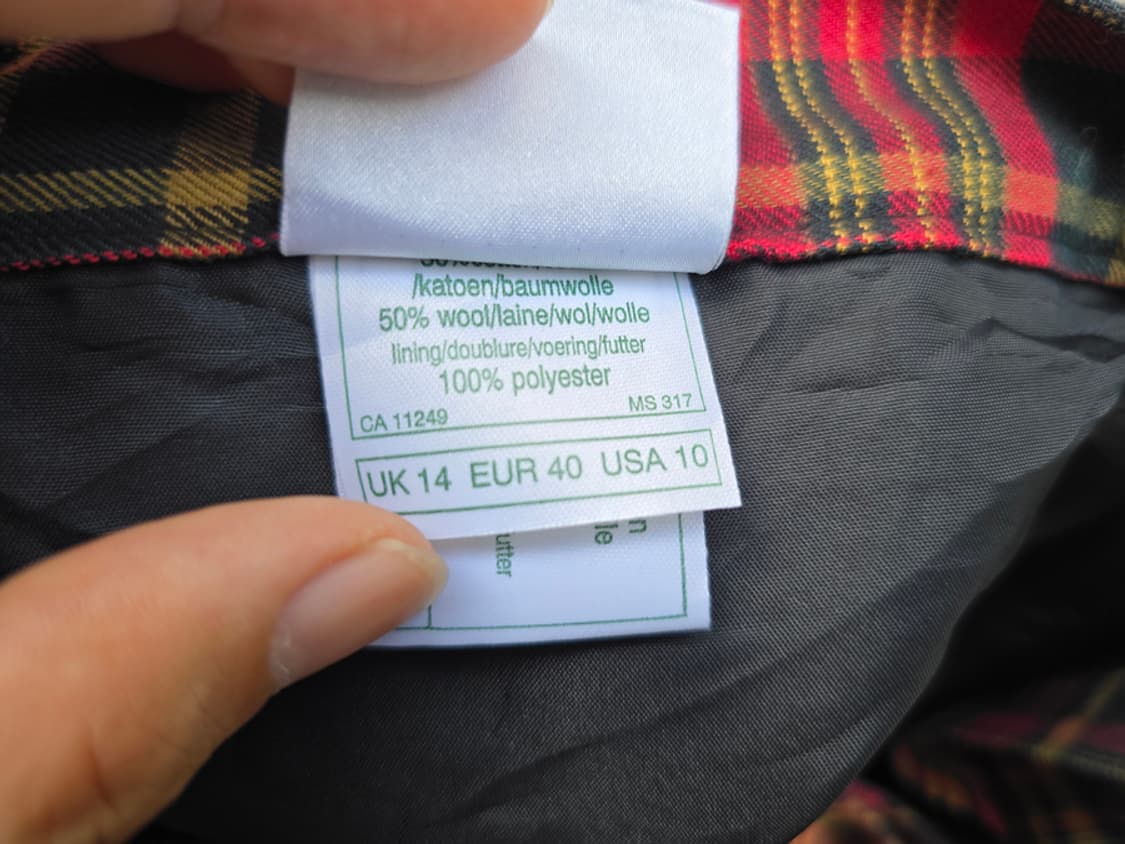 /katoen/baumwolle
50% wool/laine/wol/wolle
lining/doublure/voering/futter
100% polyester
CA 11249
MS 317
UK 14 EUR 40 USA 10